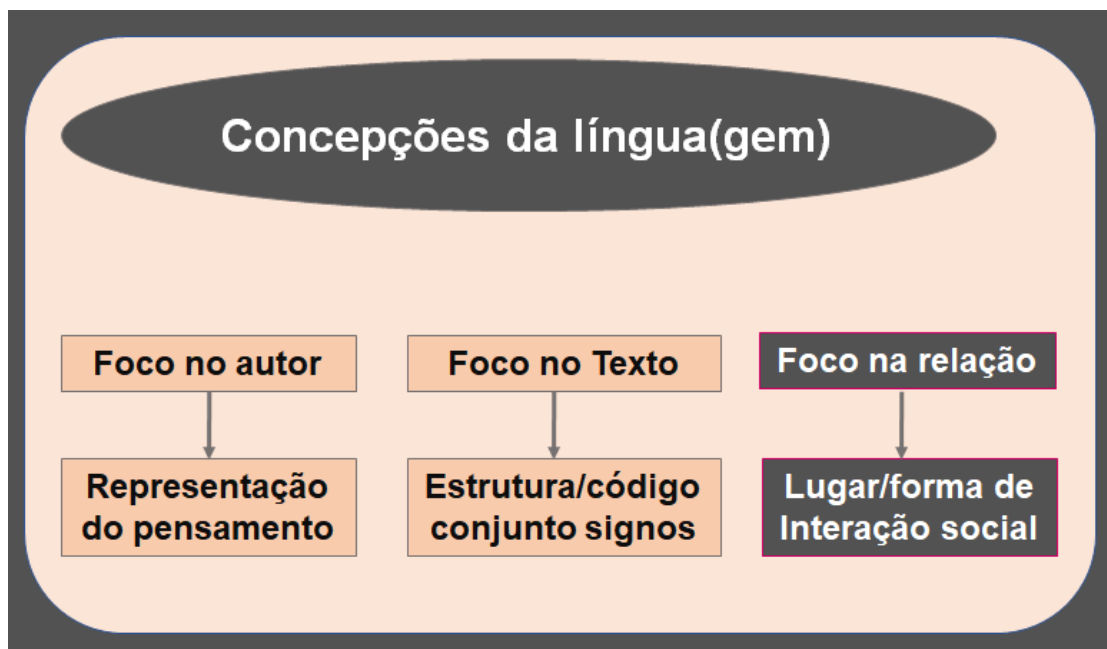 Concepções da língua(gem)
Foco no autor
Foco no Texto
Foco na relação
Representação
do pensamento
Estrutura/código
conjunto signos
Lugar/forma de
Interação social